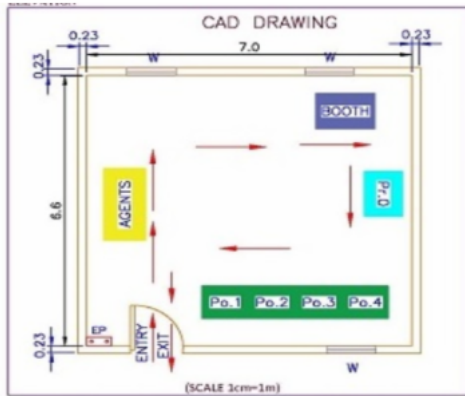 CAD DRAWING
0.23
7.0
0.23
W
W
0.23
BOOTH
AGENTS
Pr.O
6.6
Po.1 Po.2 Po.3 Po.4
EP
ENTRY
EXIT
0.23
W
(SCALE 1cm=1m)